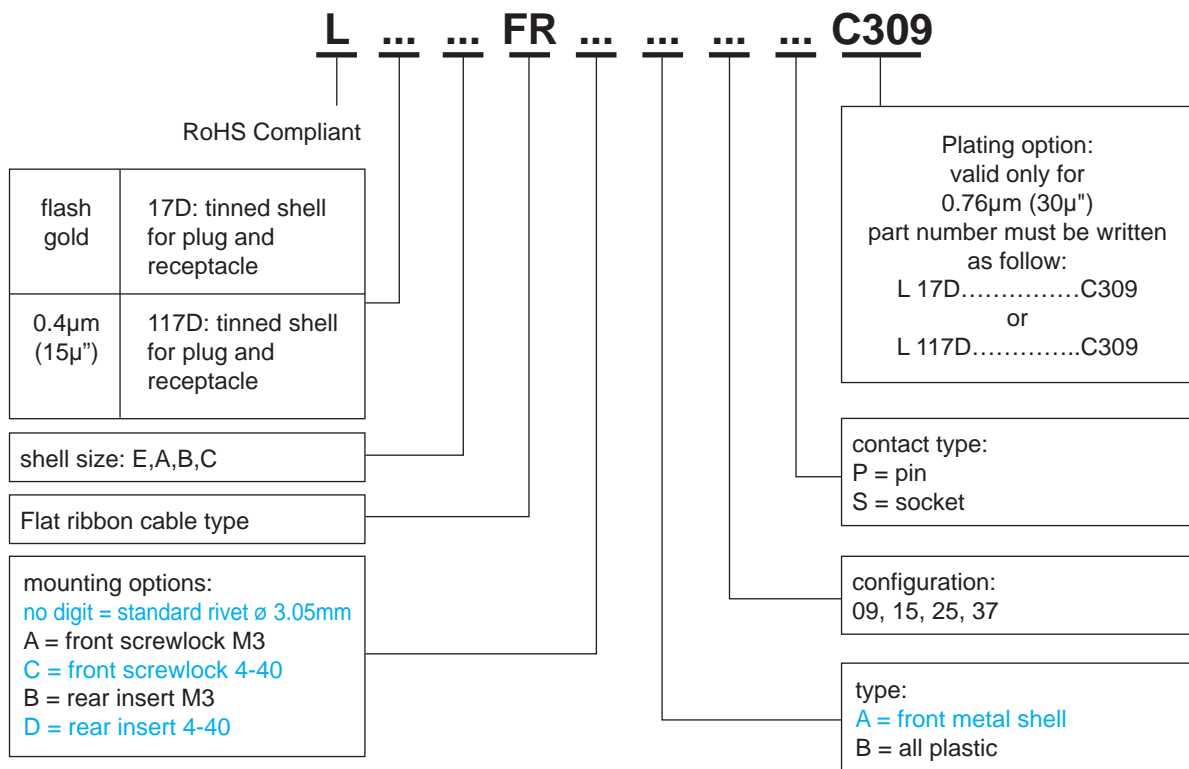 L ... ... FR ... ... ... ... C309
RoHS Compliant
flash
gold
17D: tinned shell
for plug and
receptacle
0.4µm
(15µ”)
117D: tinned shell
for plug and
receptacle
shell size: E,A,B,C
Flat ribbon cable type
mounting options:
no digit = standard rivet ø 3.05mm
A = front screwlock M3
C = front screwlock 4-40
B = rear insert M3
D = rear insert 4-40
Plating option:
valid only for
0.76µm (30µ")
part number must be written
as follow:
L 17D……………C309
or
L 117D…………..C309
contact type:
P = pin
S = socket
configuration:
09, 15, 25, 37
type:
A = front metal shell
B = all plastic